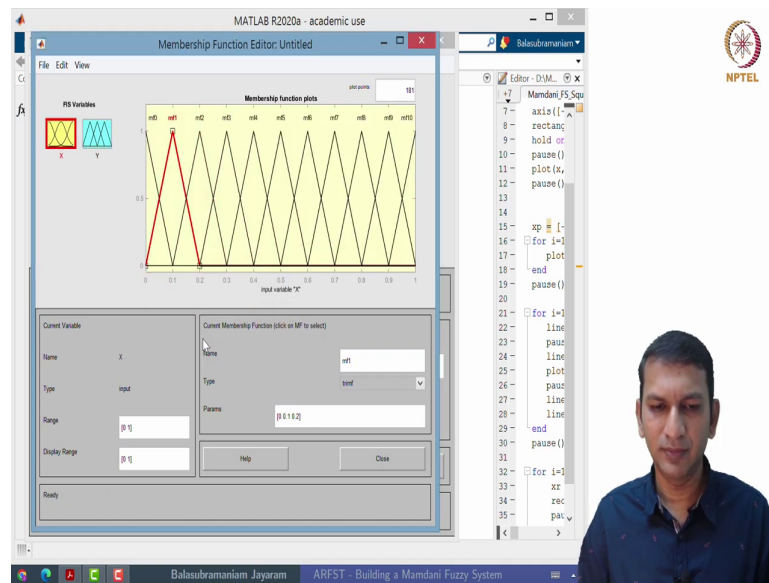 MATLAB R2020a - academic use
Membership Function Editor: Untitled
File Edit View
FIS Variables
X
Y
plot points:
181
Membership function plots
mf0 mf1 mf2 mf3 mf4 mf5 mf6 mf7 mf8 mf9 mf10
1
0.5
0
0 0.1 0.2 0.3 0.4 0.5 0.6 0.7 0.8 0.9 1
input variable "X"
Current Variable
Name X
Type input
Range [0 1]
Display Range [0 1]
Current Membership Function (click on MF to select)
Name mf1
Type trimf
Params [0 0.1 0.2]
Help Close
Ready
Balasubramaniam
Editor - D:\M...
+7 Mamdani_FS_Squ
7 - axis([-
8 - rectang
9 - hold or
10 - pause()
11 - plot(x,
12 - pause()
13
14
15 - xp = [-
16 - for i=1
17 - plot
18 - end
19 - pause()
20
21 - for i=1
22 - line
23 - paus
24 - line
25 - plot
26 - paus
27 - line
28 - line
29 - end
30 - pause()
31
32 - for i=1
33 - xr
34 - rec
35 - pau
NPTEL
Balasubramaniam Jayaram ARFST - Building a Mamdani Fuzzy System